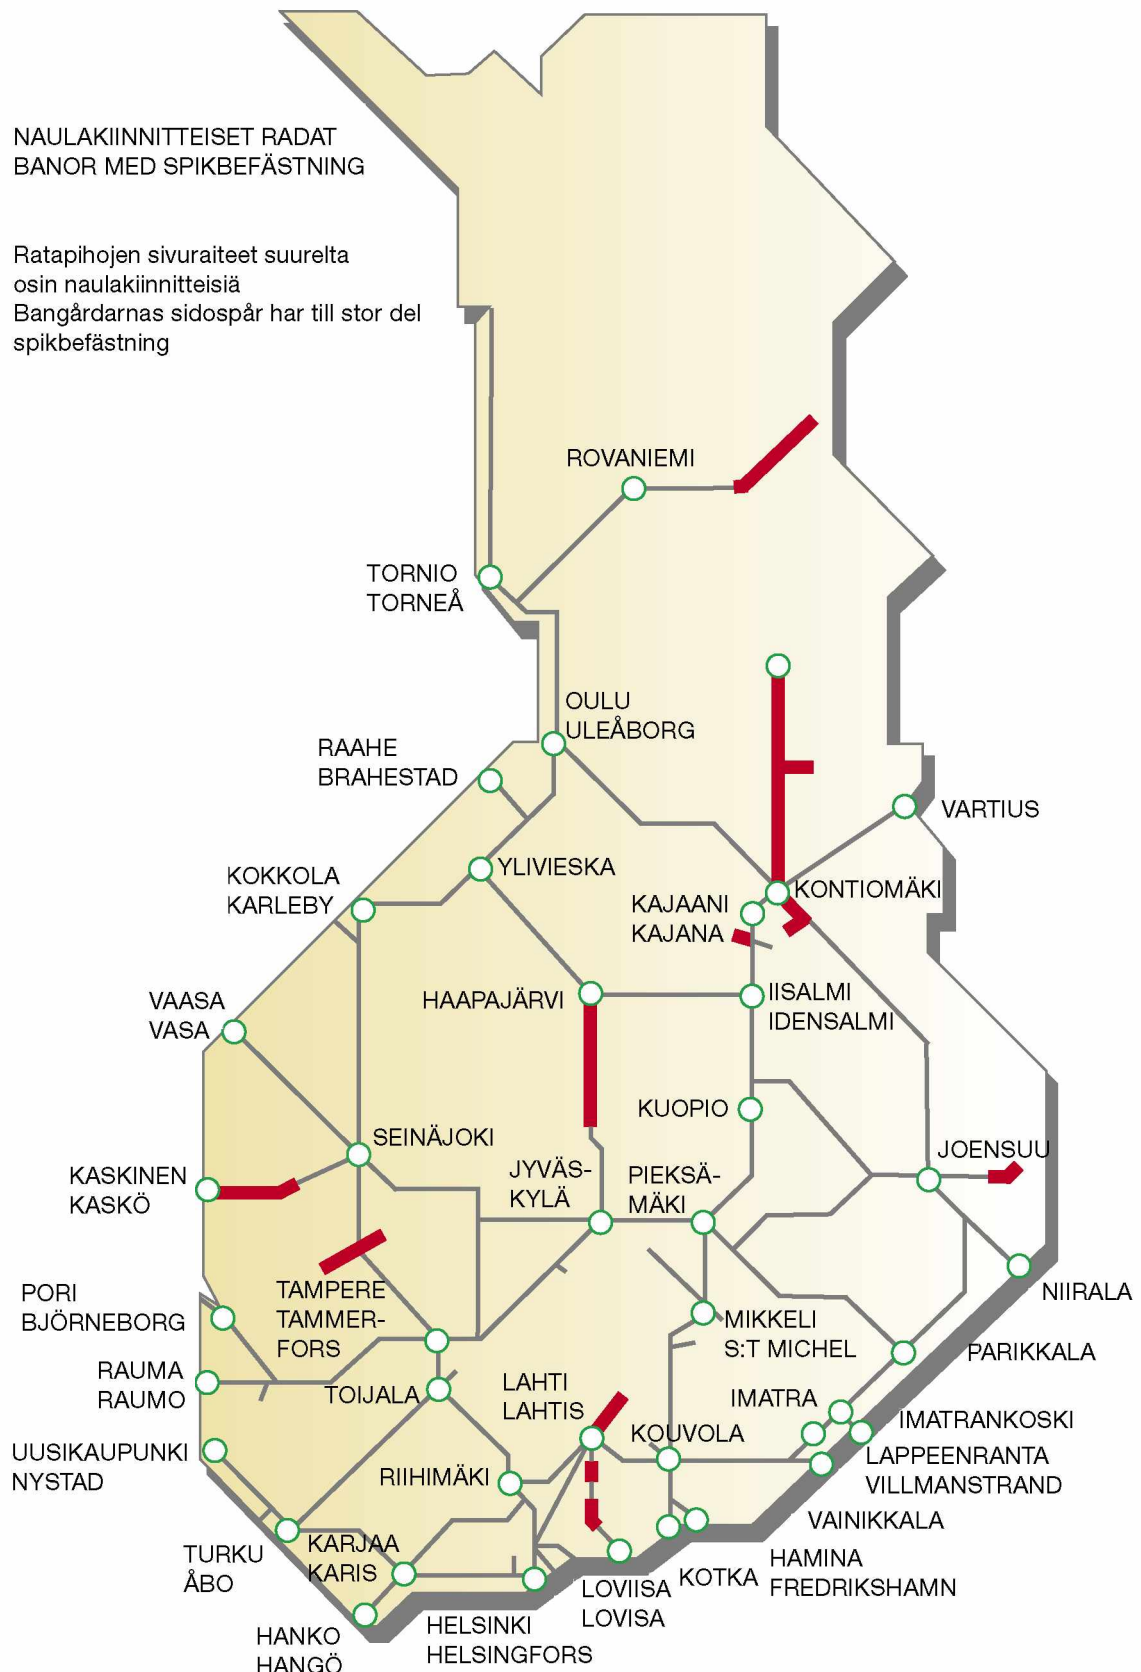 NAULAKIINNITTEISET RADAT
BANOR MED SPIKBEFÄSTNING
Ratapihojen sivuraiteet suurelta
osin naulakiinnitteisiä
Bangårdarnas sidospår har till stor del
spikbefästning
ROVANIEMI
TORNIO
TORNEÅ
OULU
ULEÅBORG
RAAHE
BRAHESTAD
VARTIUS
YLIVIESKA
KOKKOLA
KARLEBY
KONTIOMÄKI
KAJAANI
KAJANA
VAASA
VASA
HAAPAJÄRVI
IISALMI
IDENSALMI
KUOPIO
SEINÄJOKI
JOENSUU
KASKINEN
KASKÖ
JYVÄS-
KYLÄ
PIEKSÄ-
MÄKI
PORI
BJÖRNEBORG
TAMPERE
TAMMER-
FORS
NIIRALA
MIKKELI
S:T MICHEL
PARIKKALA
RAUMA
RAUMO
TOIJALA
LAHTI
LAHTIS
IMATRA
IMATRANKOSKI
KOUVOLA
LAPPEENRANTA
VILLMANSTRAND
UUSIKAUPUNKI
NYSTAD
RIIHIMÄKI
VAINIKKALA
TURKU
ÅBO
KARJAA
KARIS
HAMINA
FREDRIKSHAMN
KOTKA
LOVIISA
LOVISA
HELSINKI
HELSINGFORS
HANKO
HANGÖ